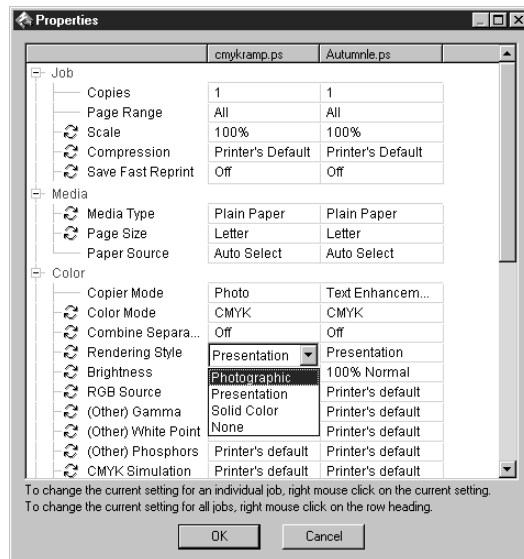 Properties
cmykramp.ps Autumnle.ps
Job
Copies 1 1
Page Range All All
Scale 100% 100%
Compression Printer's Default Printer's Default
Save Fast Reprint Off Off
Media
Media Type Plain Paper Plain Paper
Page Size Letter Letter
Paper Source Auto Select Auto Select
Color
Copier Mode Photo Text Enhancem...
Color Mode CMYK CMYK
Combine Separa... Off Off
Rendering Style Presentation Presentation
Brightness Photographic 100% Normal
RGB Source Presentation Printer's default
(Other) Gamma Solid Color Printer's default
(Other) White Point None Printer's default
(Other) Phosphors Printer's default Printer's default
CMYK Simulation Printer's default Printer's default
To change the current setting for an individual job, right mouse click on the current setting.
To change the current setting for all jobs, right mouse click on the row heading.
OK Cancel